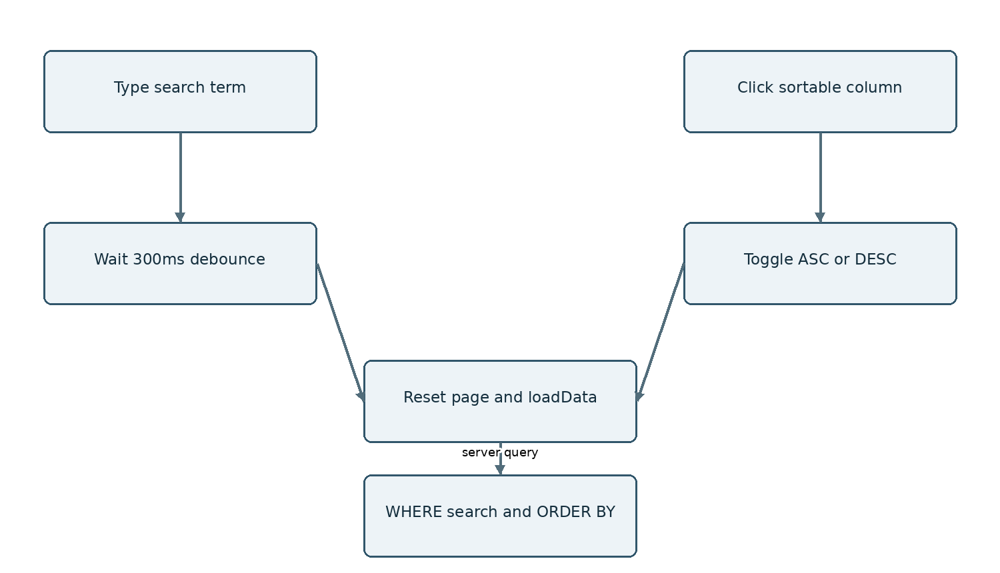 Type search term
Click sortable column
Wait 300ms debounce
Toggle ASC or DESC
Reset page and loadData
server query
WHERE search and ORDER BY